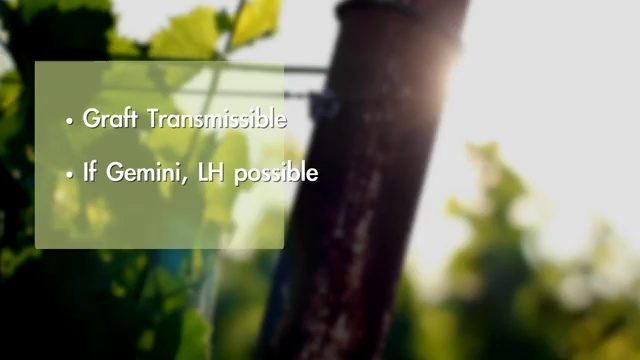 • Graft Transmissible
• If Gemini, LH possible